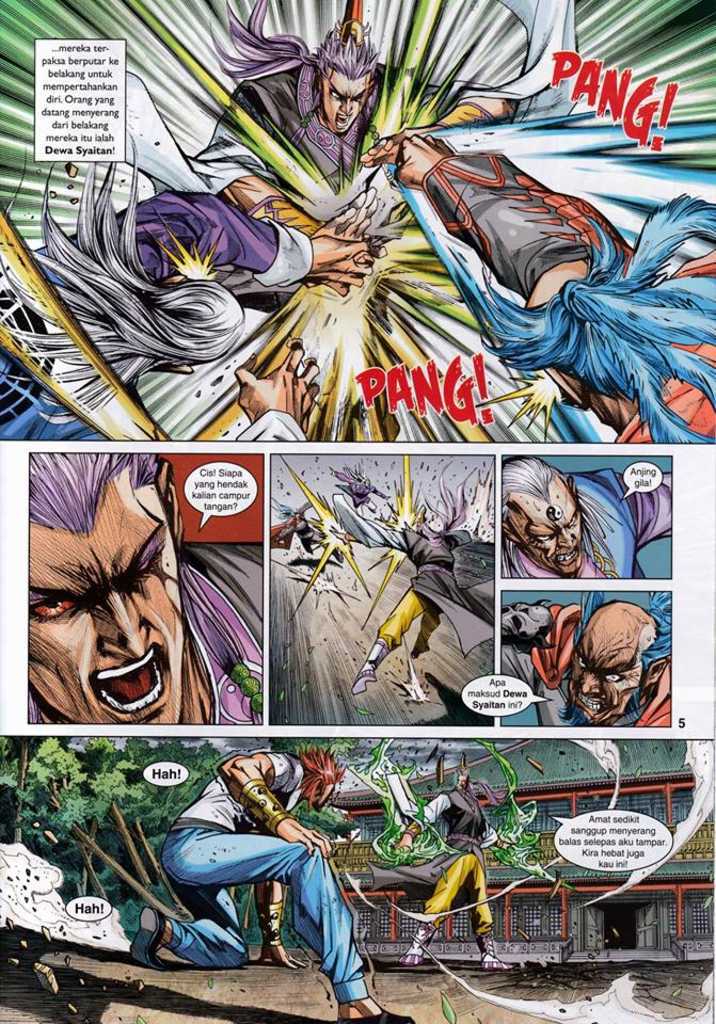 ...mereka ter-
paksa berputar ke
belakang untuk
mempertahankan
diri. Orang yang
datang menyerang
dari belakang
mereka itu ialah
Dewa Syaitan!
PANG!
PANG!
Cis! Siapa
yang hendak
kalian campur
tangan?
Anjing
gila!
Apa
maksud Dewa
Syaitan ini?
5
Hah!
Amat sedikit
sanggup menyerang
balas selepas aku tampar.
Kira hebat juga
kau ini!
Hah!